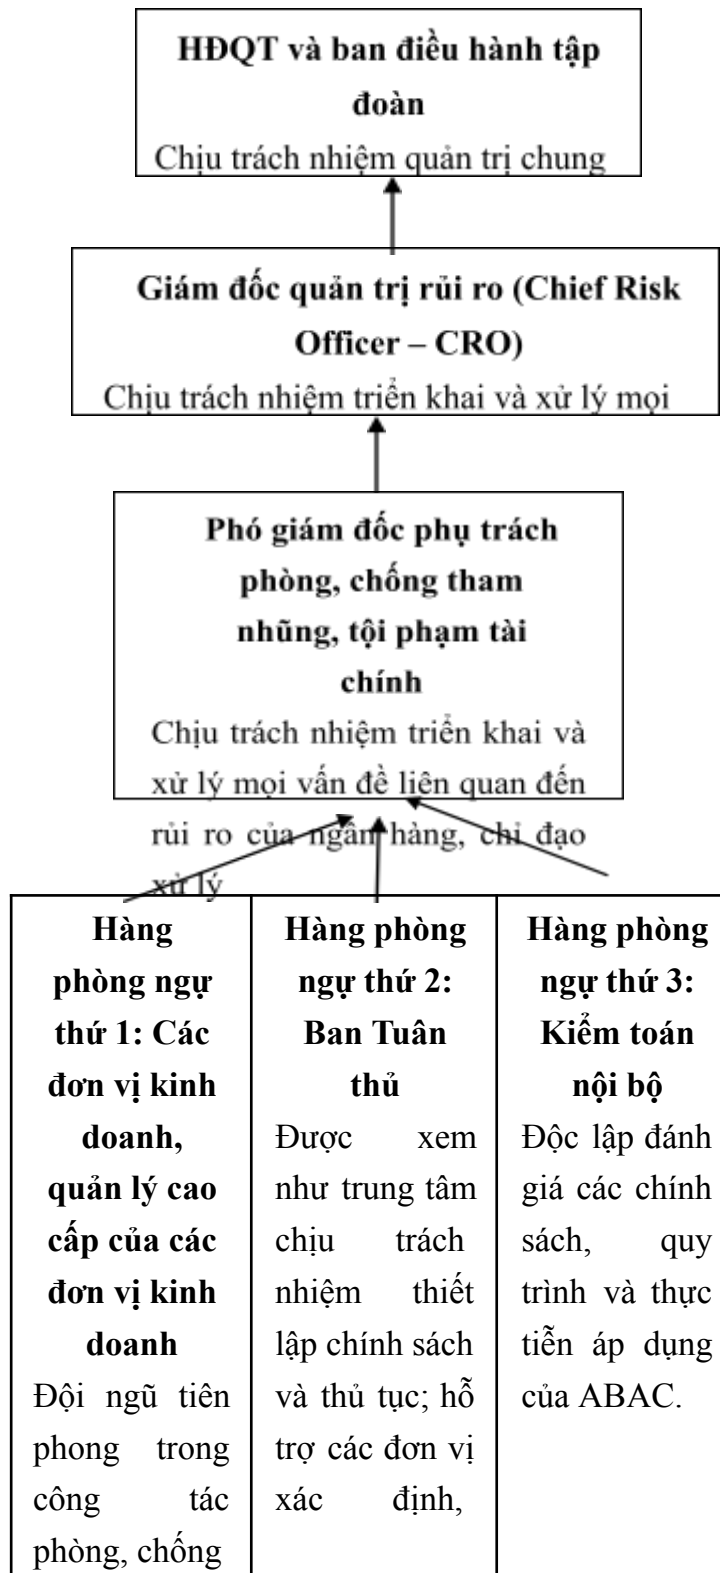 HĐQT và ban điều hành tập
đoàn
Chịu trách nhiệm quản trị chung
Giám đốc quản trị rủi ro (Chief Risk
Officer – CRO)
Chịu trách nhiệm triển khai và xử lý mọi
Phó giám đốc phụ trách
phòng, chống tham
nhũng, tội phạm tài
chính
Chịu trách nhiệm triển khai và
xử lý mọi vấn đề liên quan đến
rủi ro của ngân hàng, chỉ đạo
xử lý
Hàng
phòng ngự
thứ 1: Các
đơn vị kinh
doanh,
quản lý cao
cấp của các
đơn vị kinh
doanh
Đội ngũ tiên
phong trong
công tác
phòng, chống
Hàng phòng
ngự thứ 2:
Ban Tuân
thủ
Được xem
như trung tâm
chịu trách
nhiệm thiết
lập chính sách
và thủ tục; hỗ
trợ các đơn vị
xác định,
Hàng phòng
ngự thứ 3:
Kiểm toán
nội bộ
Độc lập đánh
giá các chính
sách, quy
trình và thực
tiễn áp dụng
của ABAC.